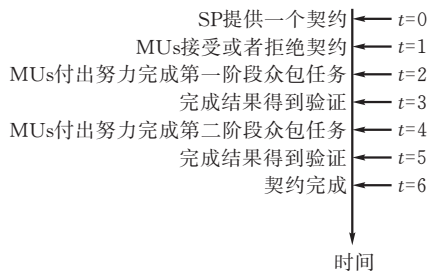 SP提供一个契约 t=0
MUs接受或者拒绝契约 t=1
MUs付出努力完成第一阶段众包任务 t=2
完成结果得到验证 t=3
MUs付出努力完成第二阶段众包任务 t=4
完成结果得到验证 t=5
契约完成 t=6
时间